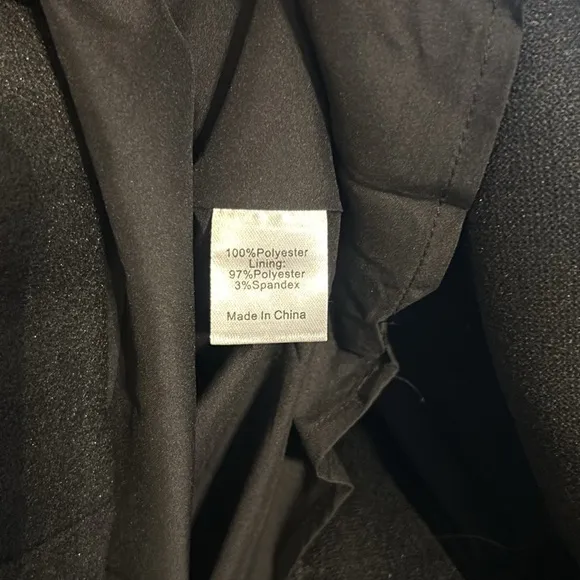 100%Polyester
Lining:
97%Polyester
3%Spandex
Made In China